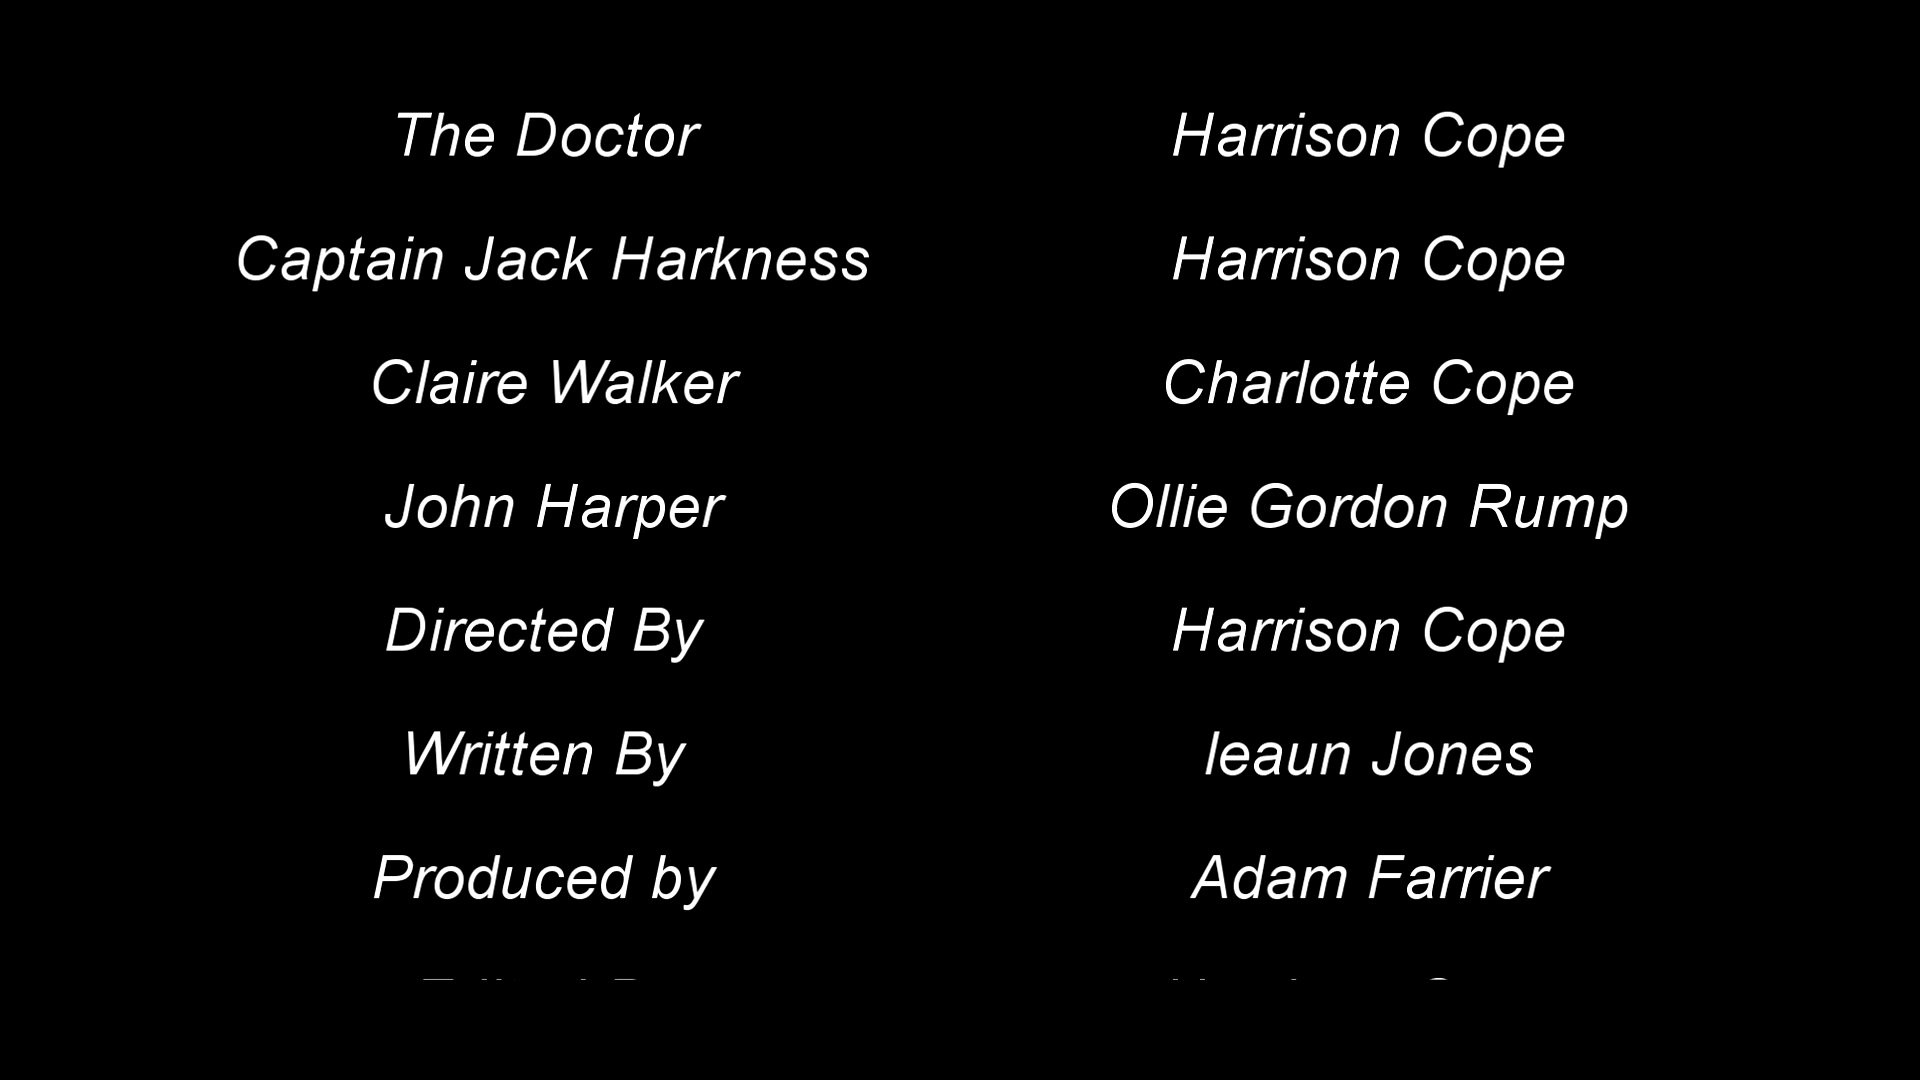 The Doctor Harrison Cope
Captain Jack Harkness Harrison Cope
Claire Walker Charlotte Cope
John Harper Ollie Gordon Rump
Directed By Harrison Cope
Written By Ieaun Jones
Produced by Adam Farrier